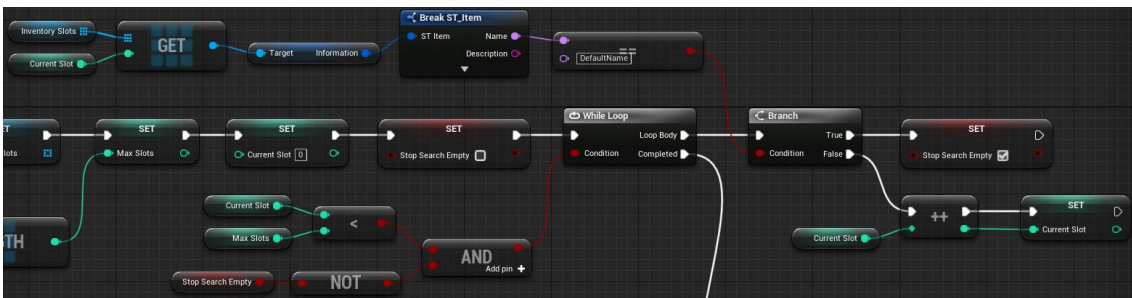 Break ST_Item
Inventory Slots
GET
ST Item
Name
Target
Information
==
Current Slot
Description
DefaultName
While Loop
Branch
SET
SET
SET
Loop Body
True
SET
Max Slots
Current Slot 0
Stop Search Empty
Condition
Completed
Condition
False
Stop Search Empty
Current Slot
<
SET
Max Slots
++
AND
Current Slot
Current Slot
Add pin +
Stop Search Empty
NOT